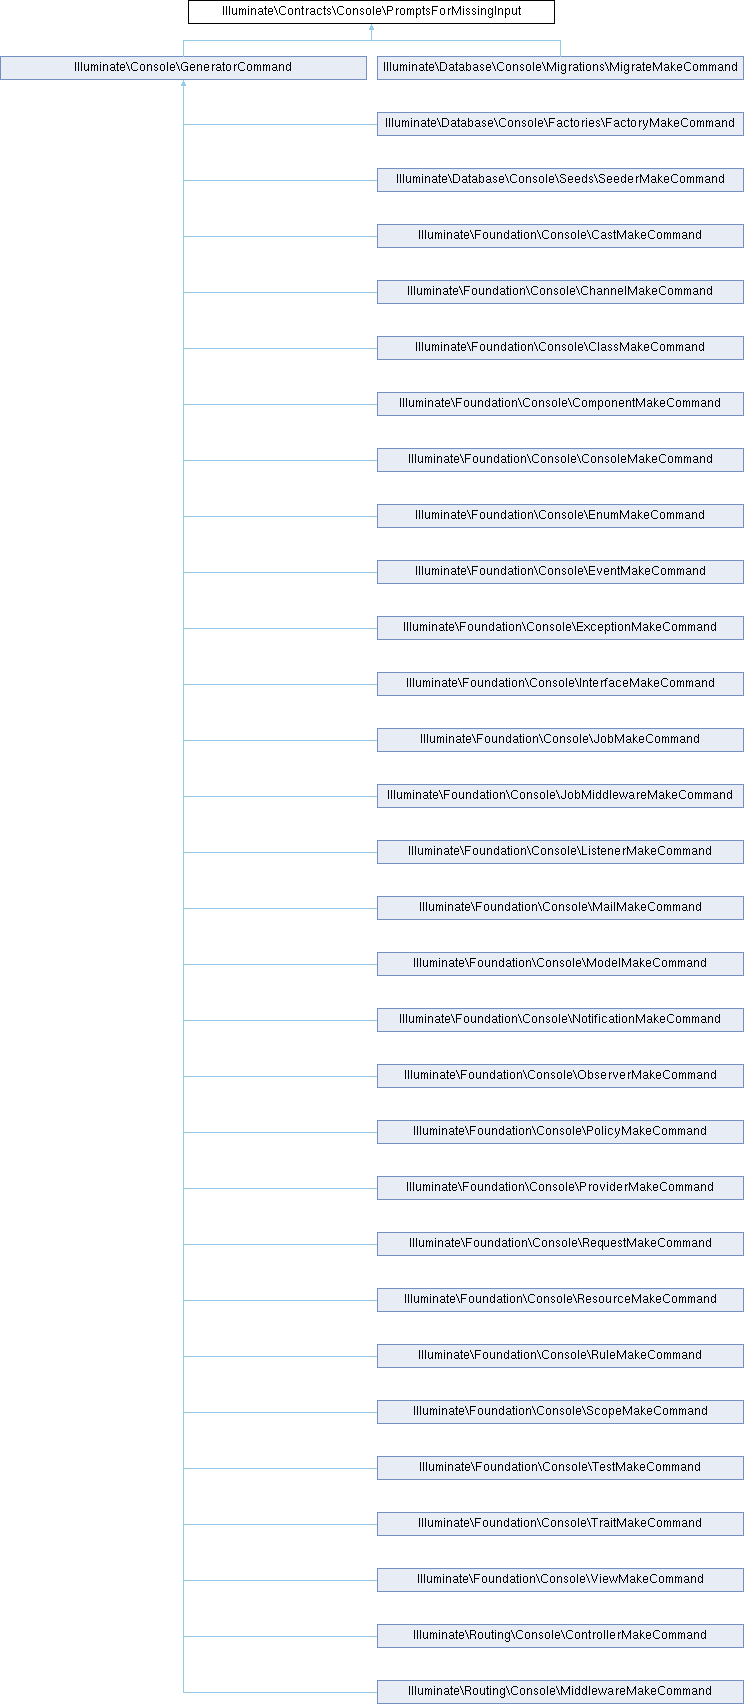 Illuminate\Contracts\Console\PromptsForMissingInput
Illuminate\Console\GeneratorCommand
Illuminate\Database\Console\Migrations\MigrateMakeCommand
Illuminate\Database\Console\Factories\FactoryMakeCommand
Illuminate\Database\Console\Seeds\SeederMakeCommand
Illuminate\Foundation\Console\CastMakeCommand
Illuminate\Foundation\Console\ChannelMakeCommand
Illuminate\Foundation\Console\ClassMakeCommand
Illuminate\Foundation\Console\ComponentMakeCommand
Illuminate\Foundation\Console\ConsoleMakeCommand
Illuminate\Foundation\Console\EnumMakeCommand
Illuminate\Foundation\Console\EventMakeCommand
Illuminate\Foundation\Console\ExceptionMakeCommand
Illuminate\Foundation\Console\InterfaceMakeCommand
Illuminate\Foundation\Console\JobMakeCommand
Illuminate\Foundation\Console\JobMiddlewareMakeCommand
Illuminate\Foundation\Console\ListenerMakeCommand
Illuminate\Foundation\Console\MailMakeCommand
Illuminate\Foundation\Console\ModelMakeCommand
Illuminate\Foundation\Console\NotificationMakeCommand
Illuminate\Foundation\Console\ObserverMakeCommand
Illuminate\Foundation\Console\PolicyMakeCommand
Illuminate\Foundation\Console\ProviderMakeCommand
Illuminate\Foundation\Console\RequestMakeCommand
Illuminate\Foundation\Console\ResourceMakeCommand
Illuminate\Foundation\Console\RuleMakeCommand
Illuminate\Foundation\Console\ScopeMakeCommand
Illuminate\Foundation\Console\TestMakeCommand
Illuminate\Foundation\Console\TraitMakeCommand
Illuminate\Foundation\Console\ViewMakeCommand
Illuminate\Routing\Console\ControllerMakeCommand
Illuminate\Routing\Console\MiddlewareMakeCommand